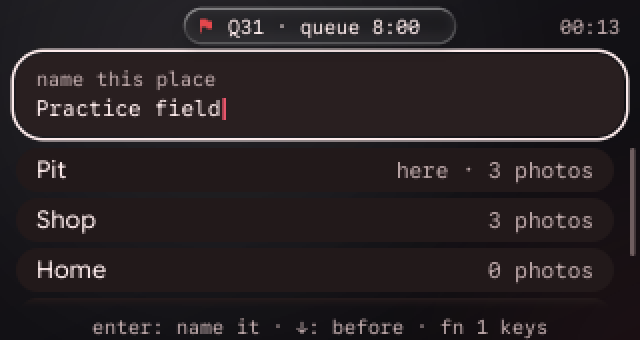 Q31 · queue 8:00
00:13
name this place
Practice field
Pit
here · 3 photos
Shop
3 photos
Home
0 photos
enter: name it · ↓: before · fn 1 keys